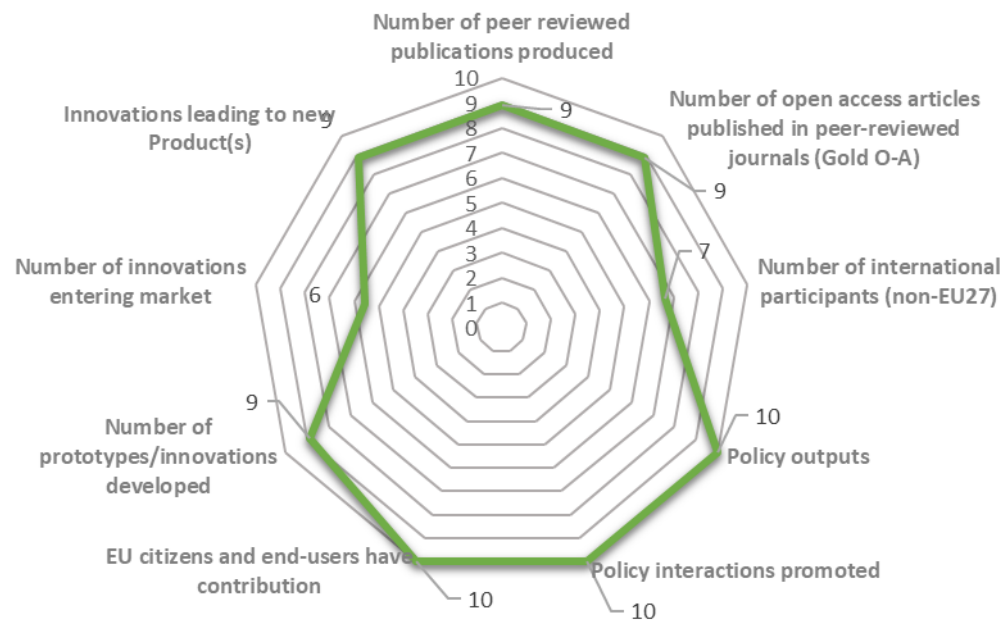 Number of peer reviewed
publications produced
10
9
8
7
6
5
4
3
2
1
0
9
Number of open access articles
published in peer-reviewed
journals (Gold O-A)
9
7
Number of international
participants (non-EU27)
10
Policy outputs
Policy interactions promoted
10
EU citizens and end-users have
contribution
10
Number of
prototypes/innovations
developed
9
Number of innovations
entering market
6
Innovations leading to new
Product(s)
9